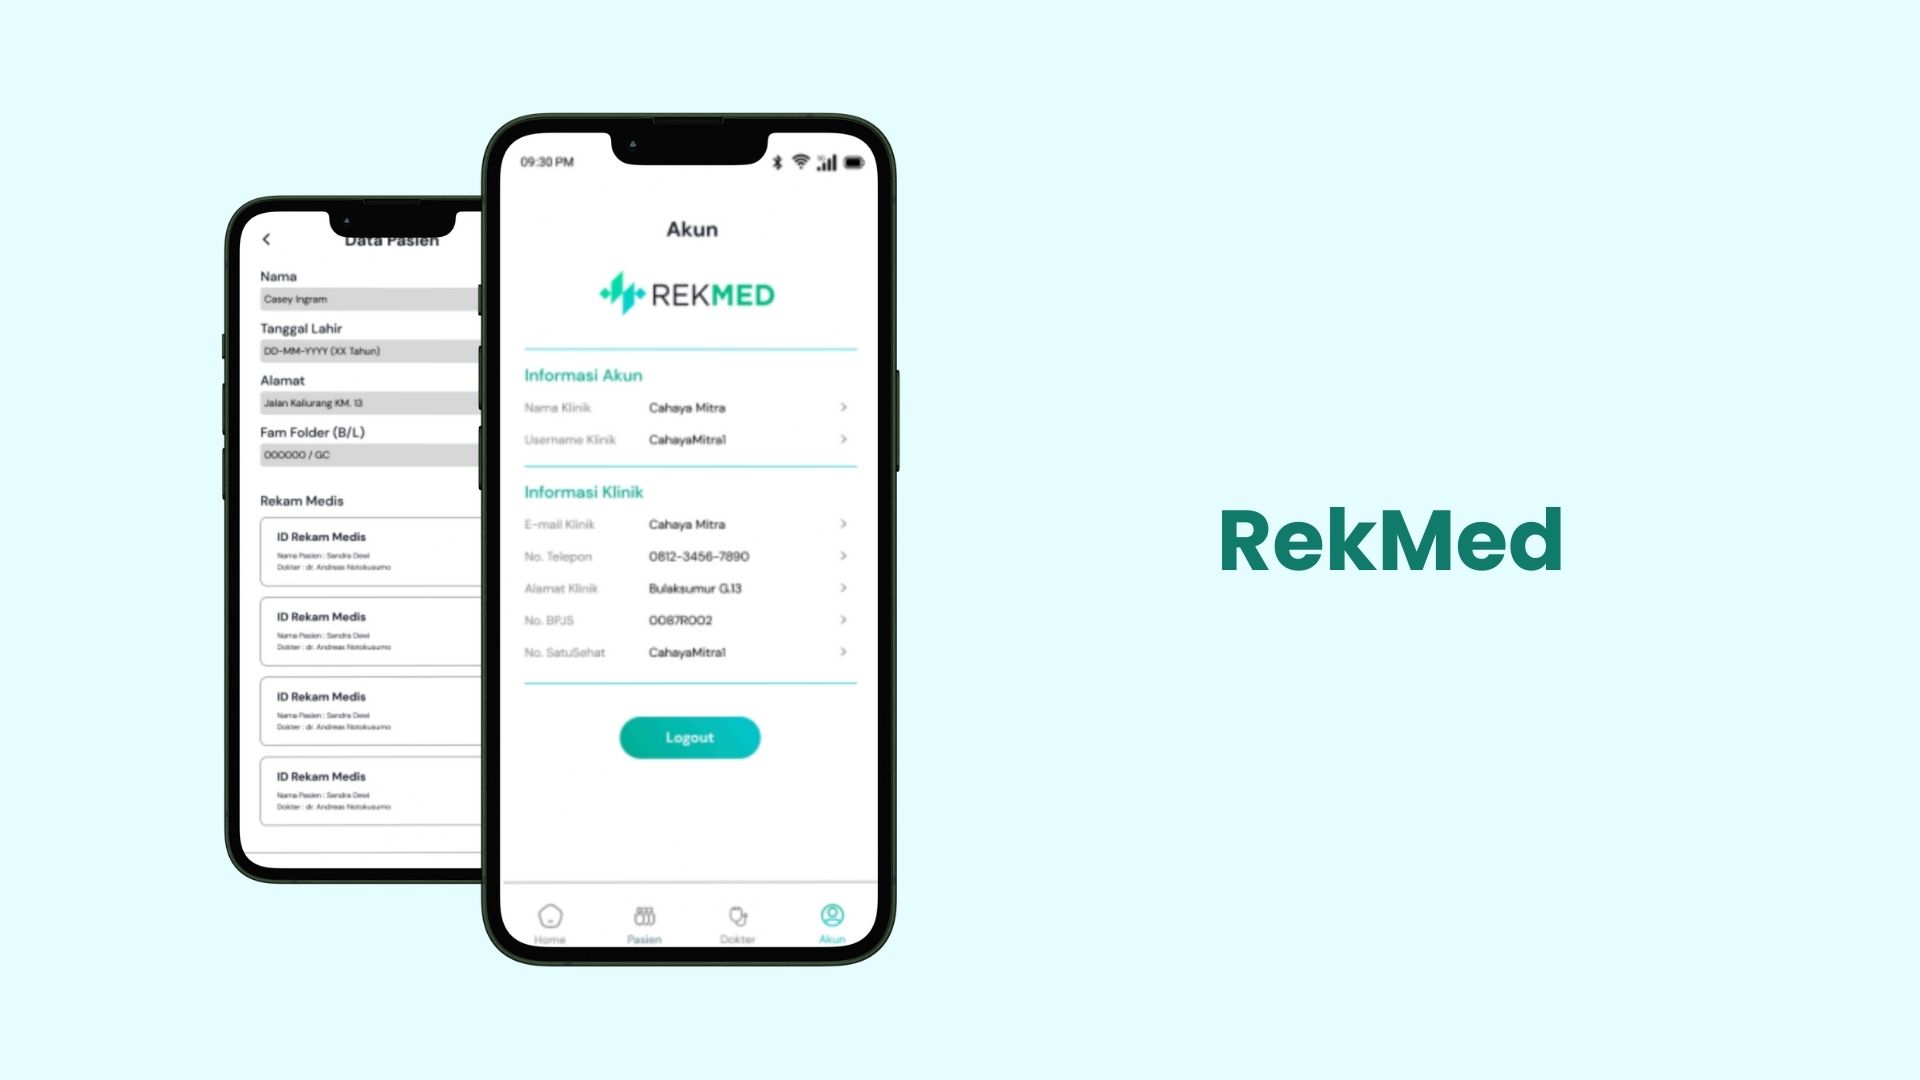 Data Pasien
Nama
Casey Ingram
Tanggal Lahir
DD-MM-YYYY (XX Tahun)
Alamat
Jalan Kaliurang KM. 13
Fam Folder (B/L)
000000 / GC
Rekam Medis
ID Rekam Medis
Nama Pasien : Sandra Dewi
Dokter : dr. Andreas Notokusumo
ID Rekam Medis
Nama Pasien : Sandra Dewi
Dokter : dr. Andreas Notokusumo
ID Rekam Medis
Nama Pasien : Sandra Dewi
Dokter : dr. Andreas Notokusumo
ID Rekam Medis
Nama Pasien : Sandra Dewi
Dokter : dr. Andreas Notokusumo
09:30 PM
Akun
REKMED
Informasi Akun
Nama Klinik Cahaya Mitra
Username Klinik CahayaMitra1
Informasi Klinik
E-mail Klinik Cahaya Mitra
No. Telepon 0812-3456-7890
Alamat Klinik Bulaksumur G.13
No. BPJS 0087R002
No. SatuSehat CahayaMitra1
Logout
Home Pasien Dokter Akun
RekMed